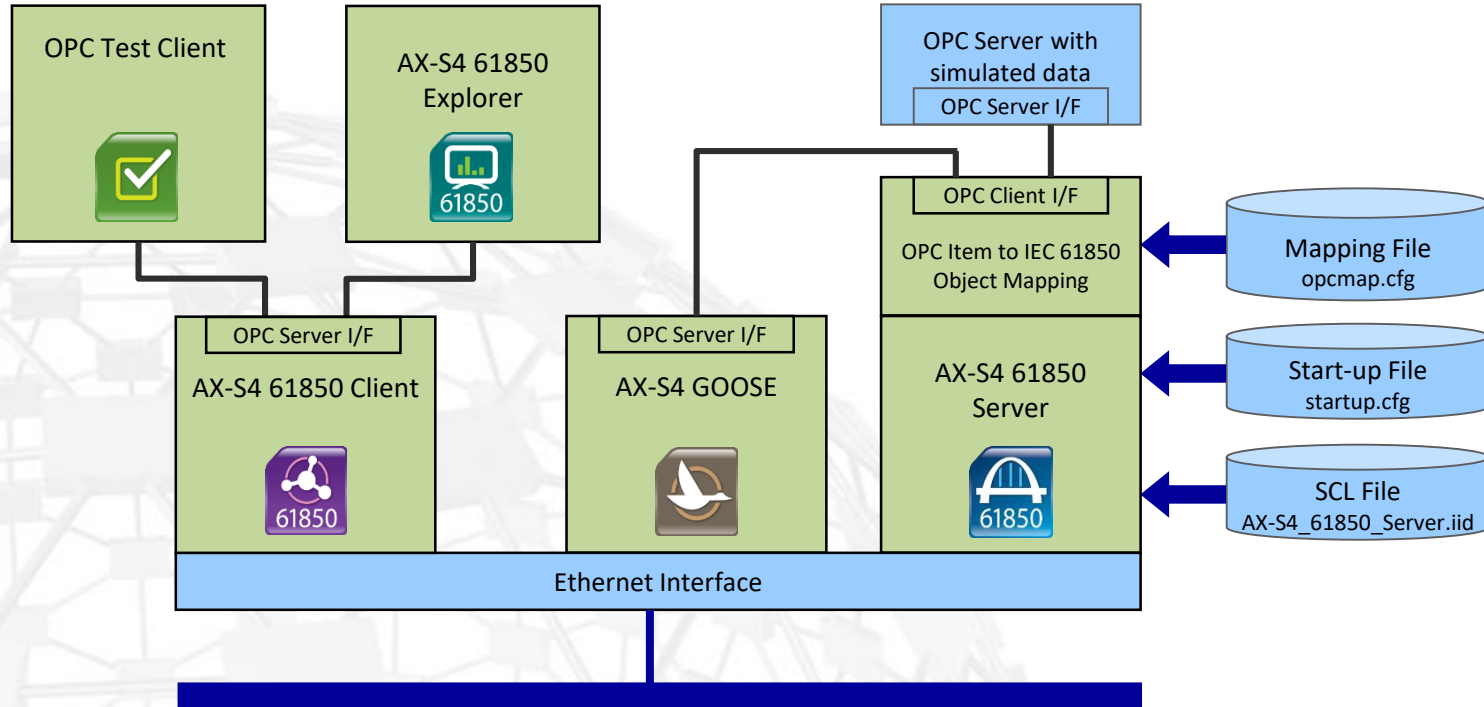 OPC Test Client
AX-S4 61850
Explorer
61850
OPC Server with
simulated data
OPC Server I/F
OPC Client I/F
OPC Item to IEC 61850
Object Mapping
Mapping File
opcmap.cfg
OPC Server I/F
AX-S4 61850 Client
61850
OPC Server I/F
AX-S4 GOOSE
AX-S4 61850
Server
61850
Start-up File
startup.cfg
SCL File
AX-S4_61850_Server.iid
Ethernet Interface